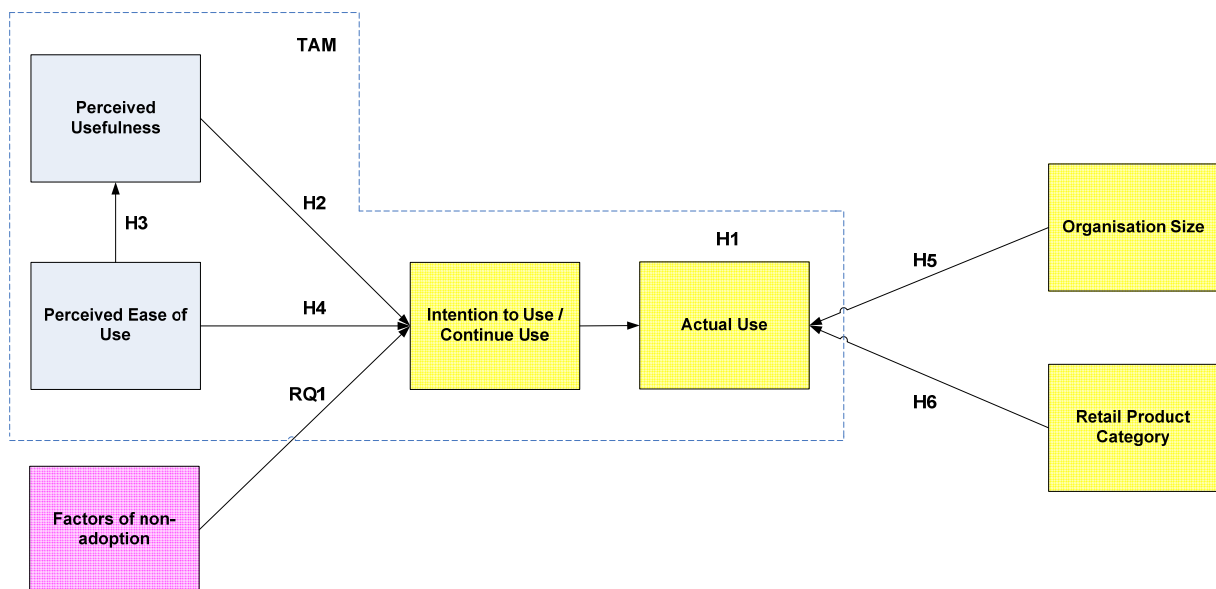 TAM
Perceived
Usefulness
H2
H3
H1
Organisation Size
H5
Perceived Ease of
Use
H4
Intention to Use /
Continue Use
Actual Use
RQ1
H6
Retail Product
Category
Factors of non-
adoption